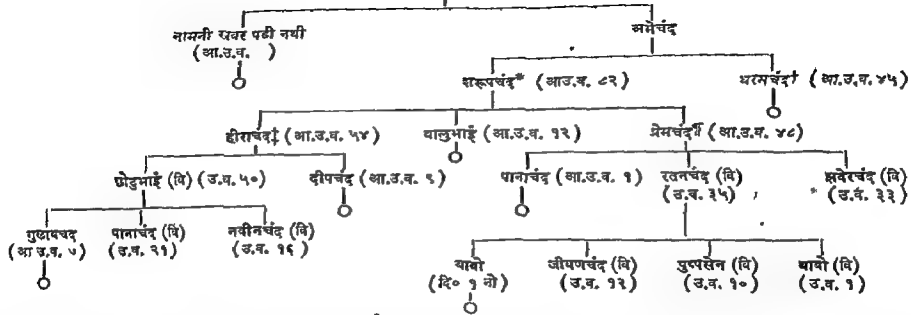 नामनी खबर पडी नथी
(आ.उ.व. )
अमेचंद
शरूपचंद* (आउ.व. ८२)
धरमचंद† (आ.उ.व. ४५)
हीराचंद‡ (आ.उ.व. ५४)
बालुभाई (आ.उ.व. १२)
प्रेमचंद¶ (आ.उ.व. ४८)
छोटुभाई (वि) (उ.व. ५०)
दीपचंद (आ.उ.व. ६)
पानाचंद (आ.उ.व. १)
रतनचंद (वि)
(उ.व. ३५)
झवेरचंद (वि)
(उ.व. ३३)
गुलाबचंद
(आ उ.व. ७)
पानाचंद (वि)
(उ.व. २१)
नवीनचंद (वि)
(उ.व. १६)
बाबो
(दि० १ नो)
जीवणचंद (वि)
(उ.व. १२)
पुष्पसेन (वि)
(उ.व. १०)
बाबो (वि)
(उ.व. १)